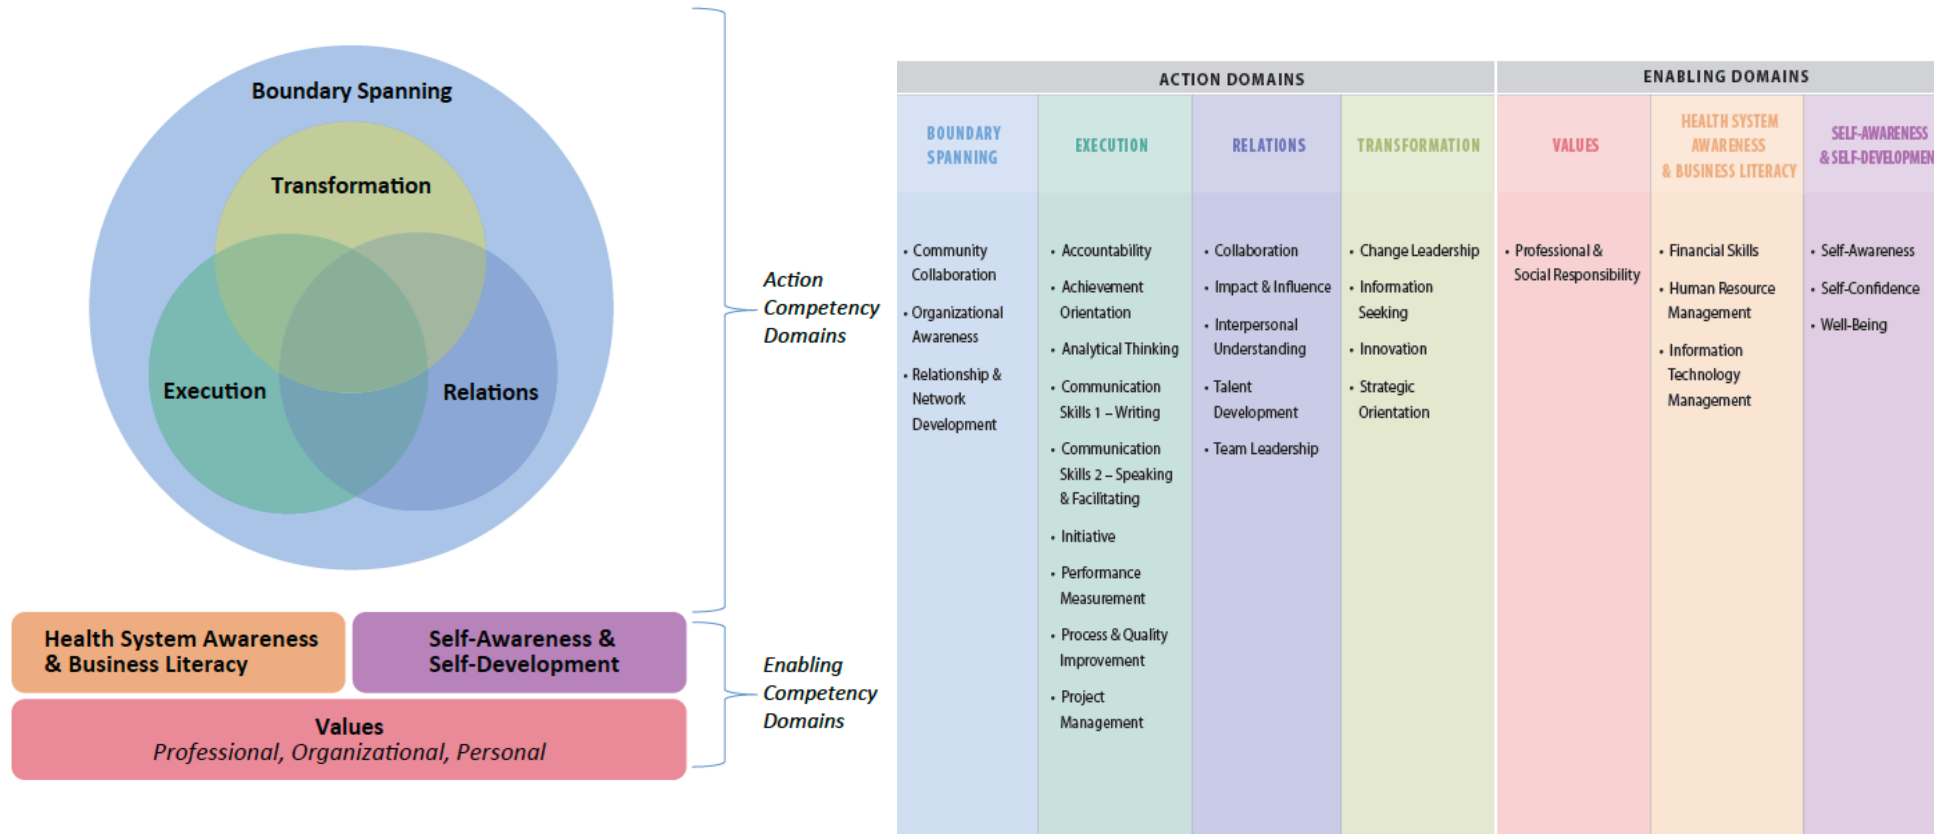 Boundary Spanning
Transformation
Execution
Relations
Action
Competency
Domains
Health System Awareness
& Business Literacy
Self-Awareness &
Self-Development
Values
Professional, Organizational, Personal
Enabling
Competency
Domains
ACTION DOMAINS
ENABLING DOMAINS
BOUNDARY
SPANNING
EXECUTION
RELATIONS
TRANSFORMATION
VALUES
HEALTH SYSTEM
AWARENESS
& BUSINESS LITERACY
SELF-AWARENESS
& SELF-DEVELOPMEN
• Community
Collaboration
• Organizational
Awareness
• Relationship &
Network
Development
• Accountability
• Achievement
Orientation
• Analytical Thinking
• Communication
Skills 1 – Writing
• Communication
Skills 2 – Speaking
& Facilitating
• Initiative
• Performance
Measurement
• Process & Quality
Improvement
• Project
Management
• Collaboration
• Impact & Influence
• Interpersonal
Understanding
• Talent
Development
• Team Leadership
• Change Leadership
• Information
Seeking
• Innovation
• Strategic
Orientation
• Professional &
Social Responsibility
• Financial Skills
• Human Resource
Management
• Information
Technology
Management
• Self-Awareness
• Self-Confidence
• Well-Being